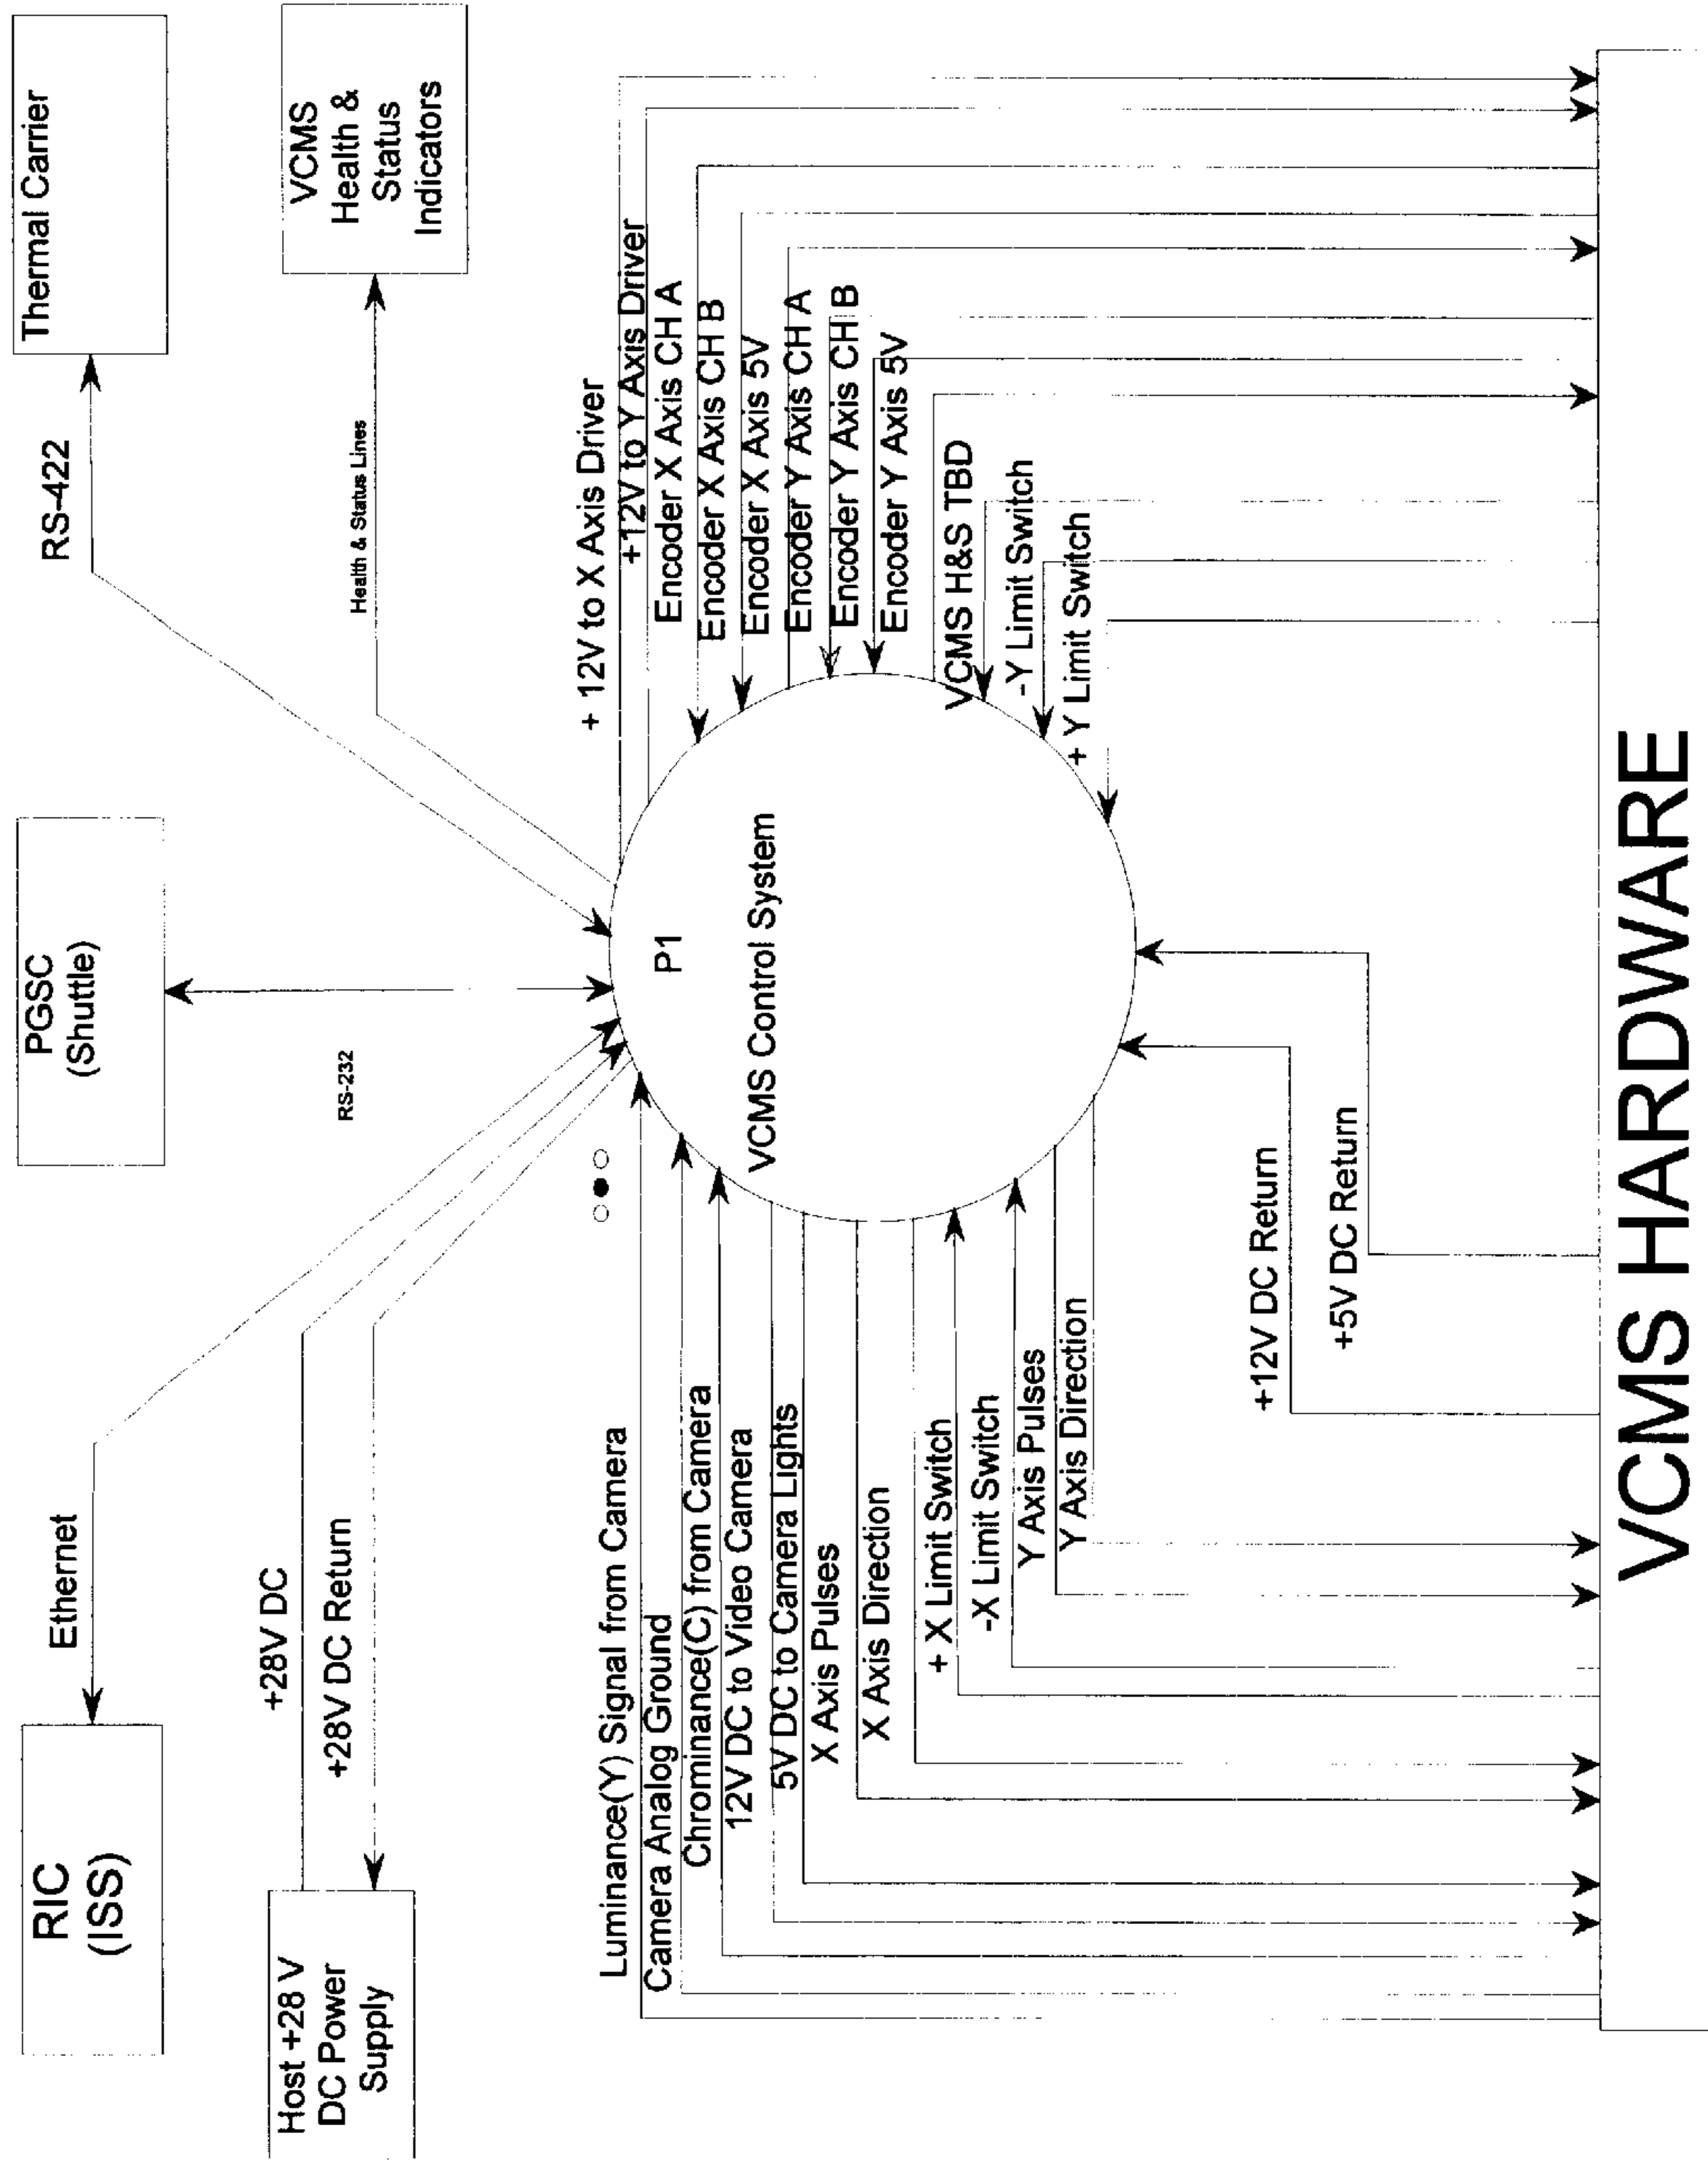 RIC
(ISS)
Ethernet
PGSC
(Shuttle)
RS-232
RS-422
Thermal Carrier
Host +28 V
DC Power
Supply
+28V DC
+28V DC Return
Health & Status Lines
VCMS
Health &
Status
Indicators
Luminance(Y) Signal from Camera
Camera Analog Ground
Chrominance(C) from Camera
12V DC to Video Camera
5V DC to Camera Lights
X Axis Pulses
X Axis Direction
+ X Limit Switch
-X Limit Switch
Y Axis Pulses
Y Axis Direction
P1
VCMS Control System
+ 12V to X Axis Driver
+12V to Y Axis Driver
Encoder X Axis CH A
Encoder X Axis CH B
Encoder X Axis 5V
Encoder Y Axis CH A
Encoder Y Axis CH B
Encoder Y Axis 5V
VCMS H&S TBD
-Y Limit Switch
+ Y Limit Switch
+12V DC Return
+5V DC Return
VCMS HARDWARE